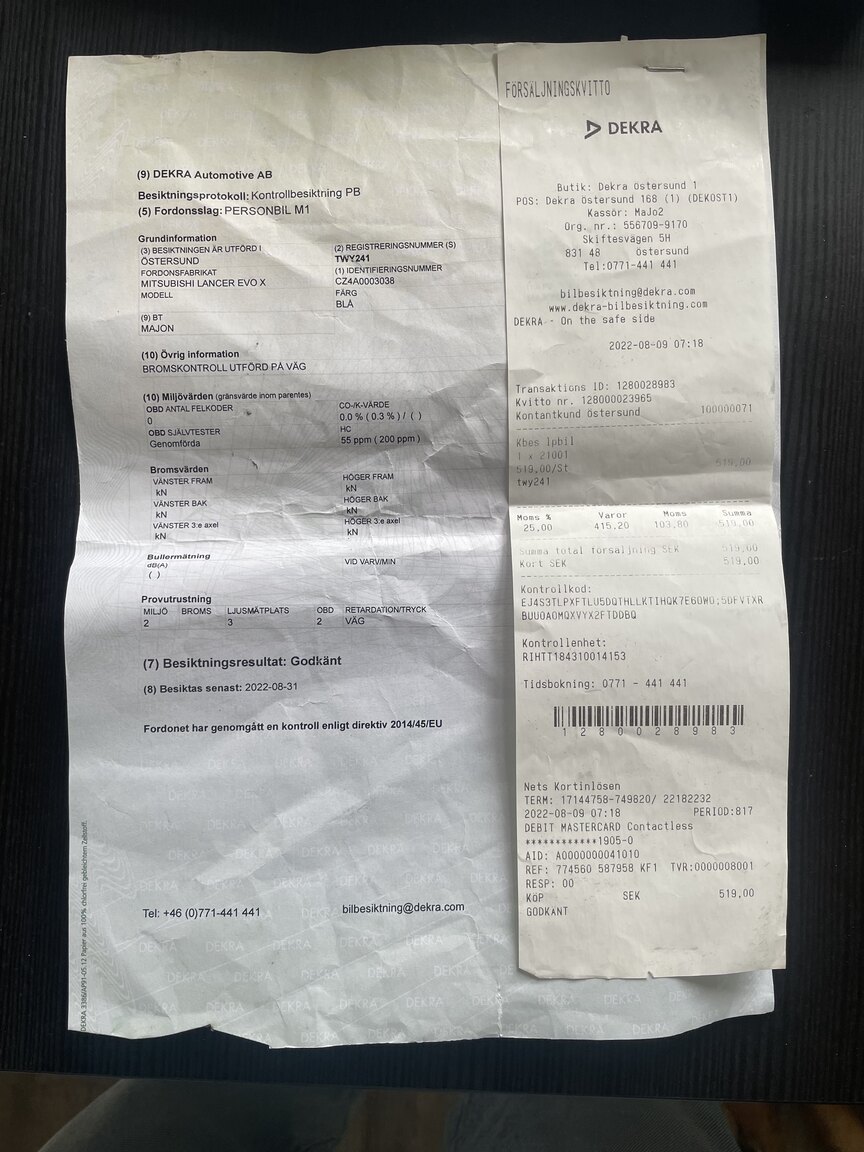 (9) DEKRA Automotive AB
Besiktningsprotokoll: Kontrollbesiktning PB
(5) Fordonsslag: PERSONBIL M1
Grundinformation
(3) BESIKTNINGEN ÄR UTFÖRD I
(2) REGISTRERINGSNUMMER (S)
ÖSTERSUND
TWY241
FORDONSFABRIKAT
(1) IDENTIFIERINGSNUMMER
MITSUBISHI LANCER EVO X
CZ4A0003038
MODELL
FÄRG
BLÅ
(9) BT
MAJON
(10) Övrig information
BROMSKONTROLL UTFÖRD PÅ VÄG
(10) Miljövärden (gränsvärde inom parentes)
OBD ANTAL FELKODER
CO-/K-VÄRDE
0
0.0 % ( 0.3 % ) / ( )
OBD SJÄLVTESTER
HC
Genomförda
55 ppm ( 200 ppm )
Bromsvärden
VÄNSTER FRAM
HÖGER FRAM
kN
kN
VÄNSTER BAK
HÖGER BAK
kN
kN
VÄNSTER 3:e axel
HÖGER 3:e axel
kN
kN
Bullermätning
dB(A)
VID VARV/MIN
( )
Provutrustning
MILJÖ BROMS LJUSMÄTPLATS OBD RETARDATION/TRYCK
2 3 2 VÄG
(7) Besiktningsresultat: Godkänt
(8) Besiktas senast: 2022-08-31
Fordonet har genomgått en kontroll enligt direktiv 2014/45/EU
Tel: +46 (0)771-441 441
bilbesiktning@dekra.com
DEKRA 3386/AP91-05.12 Papier aus 100% chlorfrei gebleichtem Zellstoff.
FÖRSÄLJNINGSKVITTO
DEKRA
Butik: Dekra Östersund 1
POS: Dekra Östersund 168 (1) (DEKOST1)
Kassör: MaJo2
Org. nr.: 556709-9170
Skiftesvägen 5H
831 48 Östersund
Tel:0771-441 441
bilbesiktning@dekra.com
www.dekra-bilbesiktning.com
DEKRA - On the safe side
2022-08-09 07:18
Transaktions ID: 1280028983
Kvitto nr. 128000023965
Kontantkund Östersund 100000071
Kbes lpbil
1 x 21001
519,00/St 519,00
twy241
Moms % Varor Moms Summa
25,00 415,20 103,80 519,00
Summa total försäljning SEK 519,00
Kort SEK 519,00
Kontrollkod:
EJ4S3TLPXFTLU5DQTHLLKTIHQK7E6DWO;5DFVTXR
BUUOAOMQXVYX2FTDDBQ
Kontrollenhet:
RIHTT184310014153
Tidsbokning: 0771 - 441 441
1280028983
Nets Kortinlösen
TERM: 17144758-749820/ 22182232
2022-08-09 07:18 PERIOD:817
DEBIT MASTERCARD Contactless
************1905-0
AID: A0000000041010
REF: 774560 587958 KF1 TVR:0000008001
RESP: 00
KÖP SEK 519,00
GODKÄNT